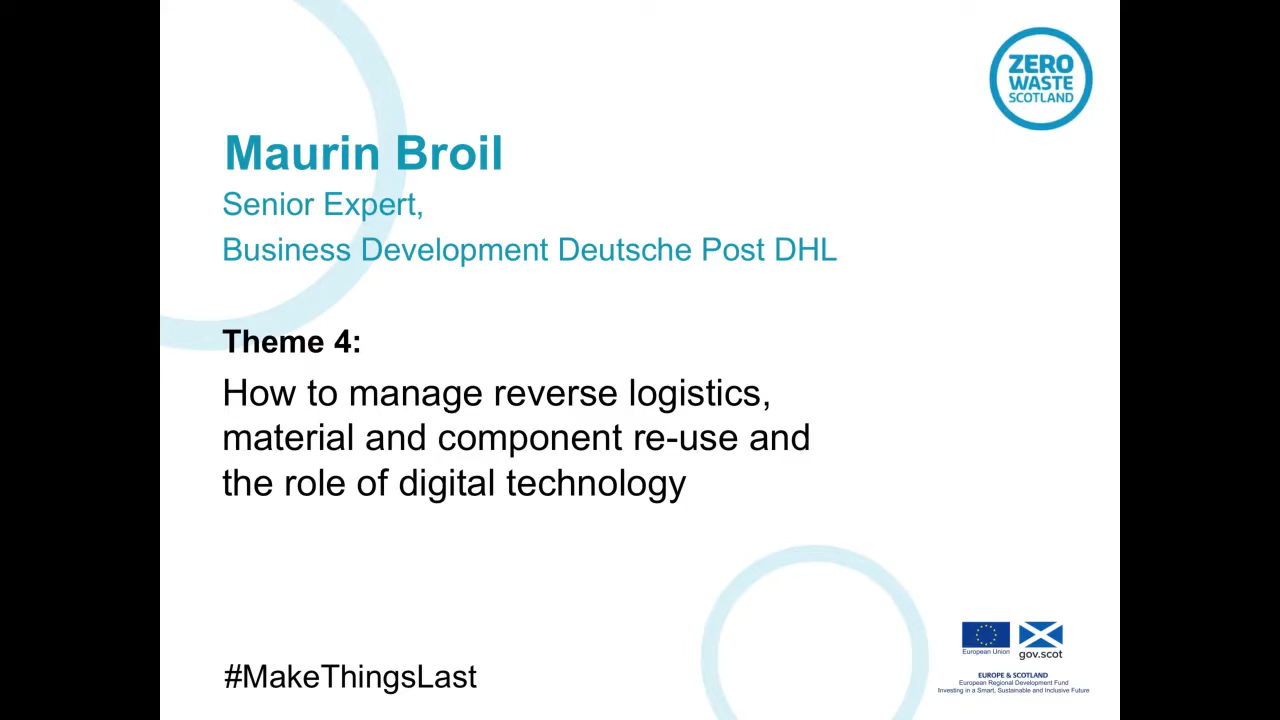 ZERO
WASTE
SCOTLAND
Maurin Broil
Senior Expert,
Business Development Deutsche Post DHL
Theme 4:
How to manage reverse logistics,
material and component re-use and
the role of digital technology
#MakeThingsLast
European Union
gov.scot
EUROPE & SCOTLAND
European Regional Development Fund
Investing in a Smart, Sustainable and Inclusive Future